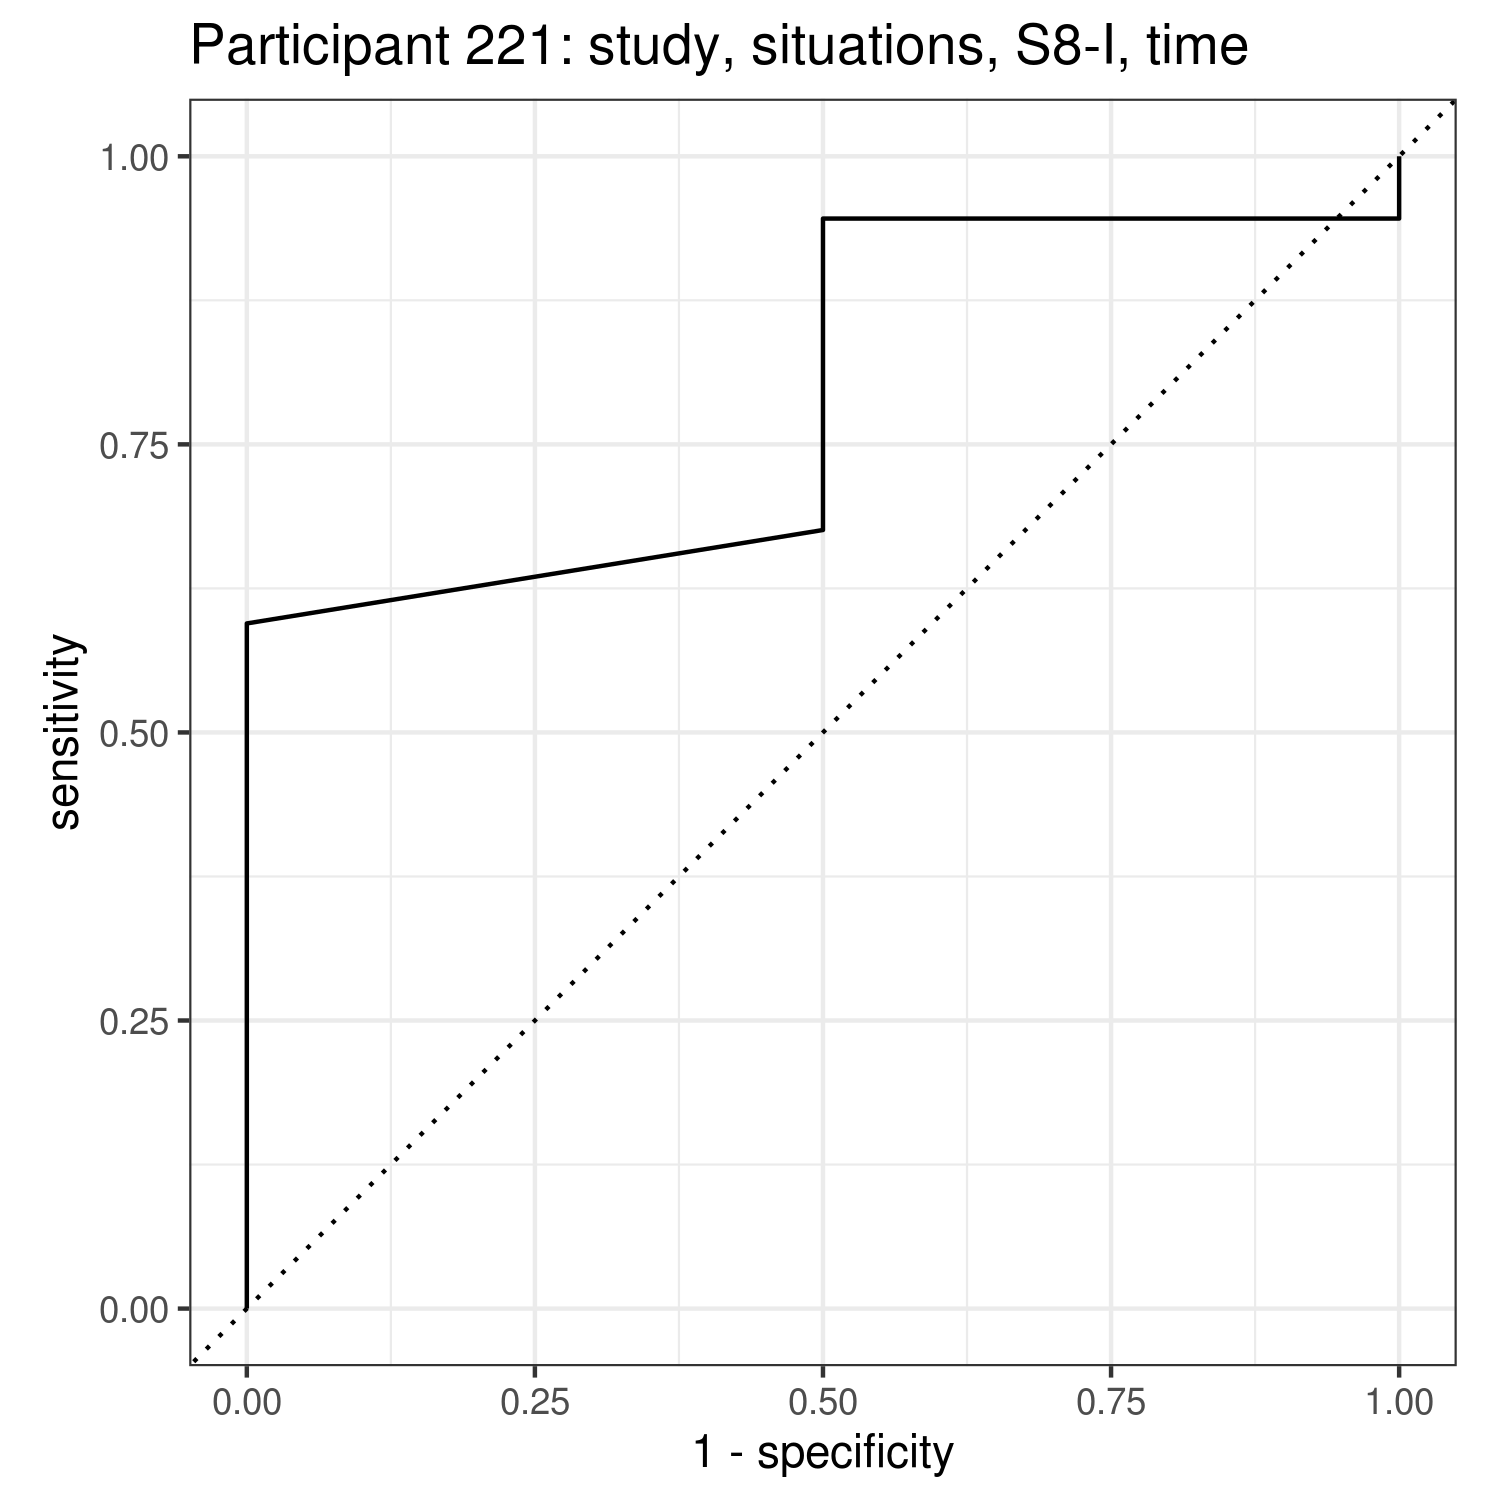 Participant 221: study, situations, S8-I, time
1.00
0.75
0.50
0.25
0.00
sensitivity
0.00 0.25 0.50 0.75 1.00
1 - specificity